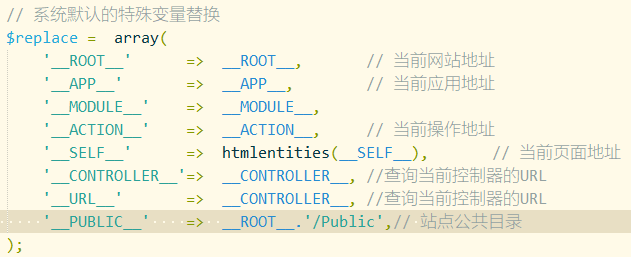 // 系统默认的特殊变量替换
$replace =  array(
    '__ROOT__'      =>  __ROOT__,       // 当前网站地址
    '__APP__'       =>  __APP__,        // 当前应用地址
    '__MODULE__'    =>  __MODULE__,
    '__ACTION__'    =>  __ACTION__,     // 当前操作地址
    '__SELF__'      =>  htmlentities(__SELF__),       // 当前页面地址
    '__CONTROLLER__'=>  __CONTROLLER__, //查询当前控制器的URL
    '__URL__'       =>  __CONTROLLER__, //查询当前控制器的URL
    '__PUBLIC__'    =>  __ROOT__.'/Public',// 站点公共目录
);